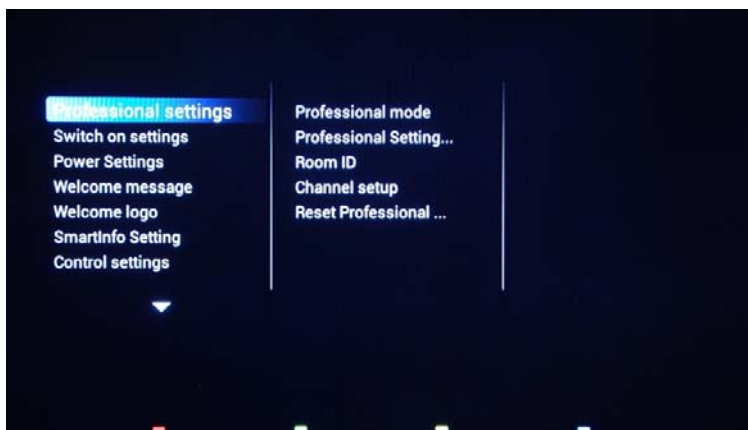 Professional settings
Switch on settings
Power Settings
Welcome message
Welcome logo
SmartInfo Setting
Control settings
Professional mode
Professional Setting...
Room ID
Channel setup
Reset Professional ...